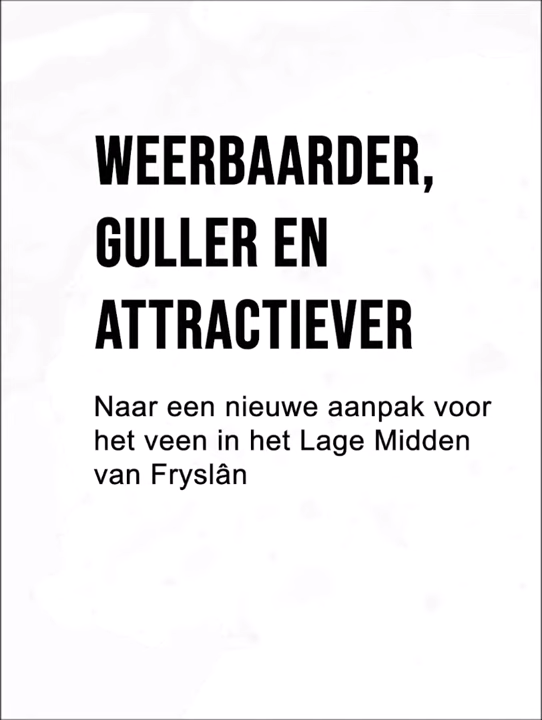 WEERBAARDER,
GULLER EN
ATTRACTIEVER
Naar een nieuwe aanpak voor
het veen in het Lage Midden
van Fryslân